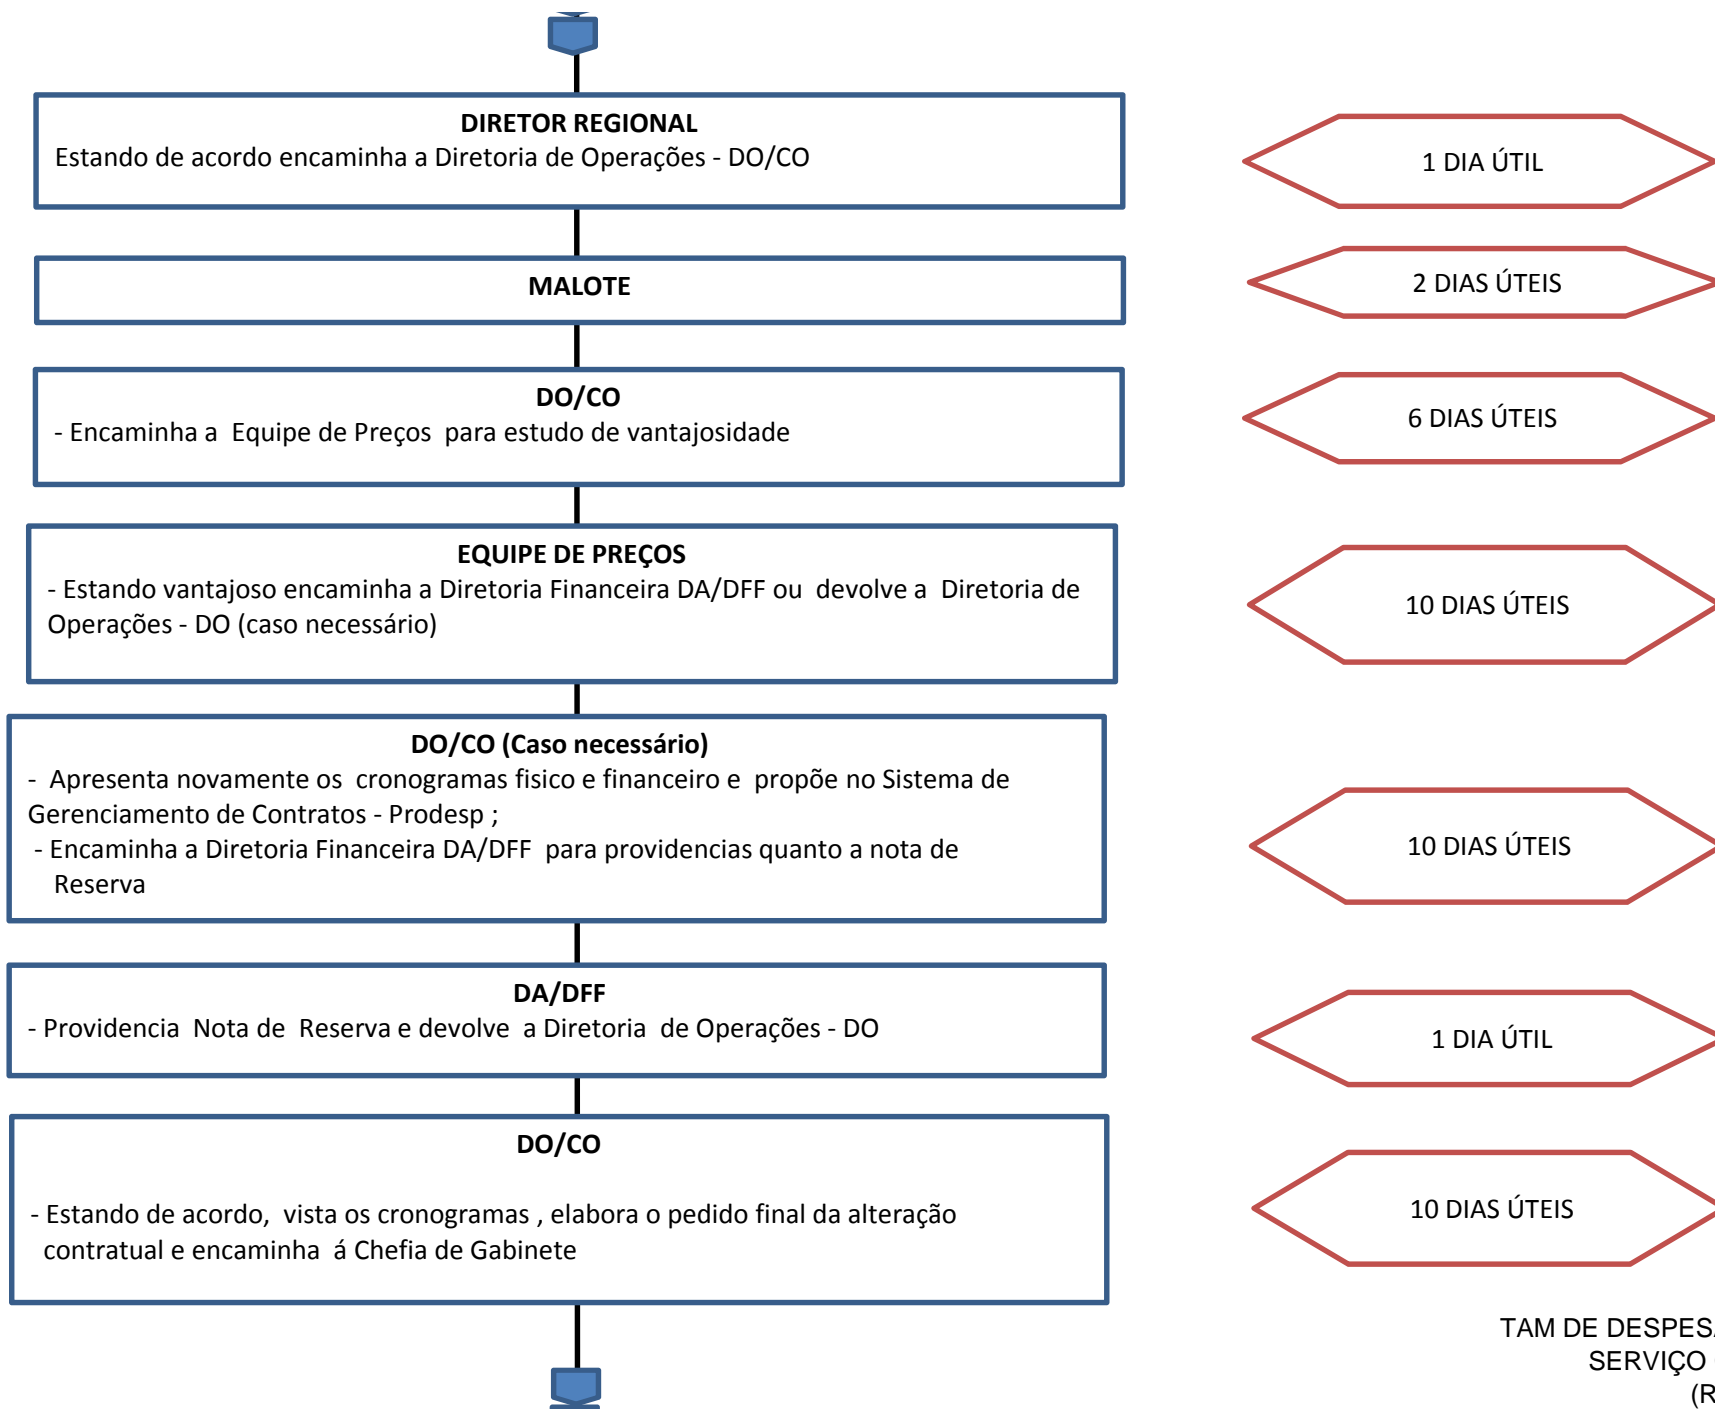 DIRETOR REGIONAL
Estando de acordo encaminha a Diretoria de Operações - DO/CO
1 DIA ÚTIL
MALOTE
2 DIAS ÚTEIS
DO/CO
- Encaminha a Equipe de Preços para estudo de vantajosidade
6 DIAS ÚTEIS
EQUIPE DE PREÇOS
- Estando vantajoso encaminha a Diretoria Financeira DA/DFF ou devolve a Diretoria de
Operações - DO (caso necessário)
10 DIAS ÚTEIS
DO/CO (Caso necessário)
- Apresenta novamente os cronogramas fisico e financeiro e propõe no Sistema de
Gerenciamento de Contratos - Prodesp ;
- Encaminha a Diretoria Financeira DA/DFF para providencias quanto a nota de
Reserva
10 DIAS ÚTEIS
DA/DFF
- Providencia Nota de Reserva e devolve a Diretoria de Operações - DO
1 DIA ÚTIL
DO/CO
- Estando de acordo, vista os cronogramas , elabora o pedido final da alteração
contratual e encaminha á Chefia de Gabinete
10 DIAS ÚTEIS
TAM DE DESPESA
SERVIÇO
(R